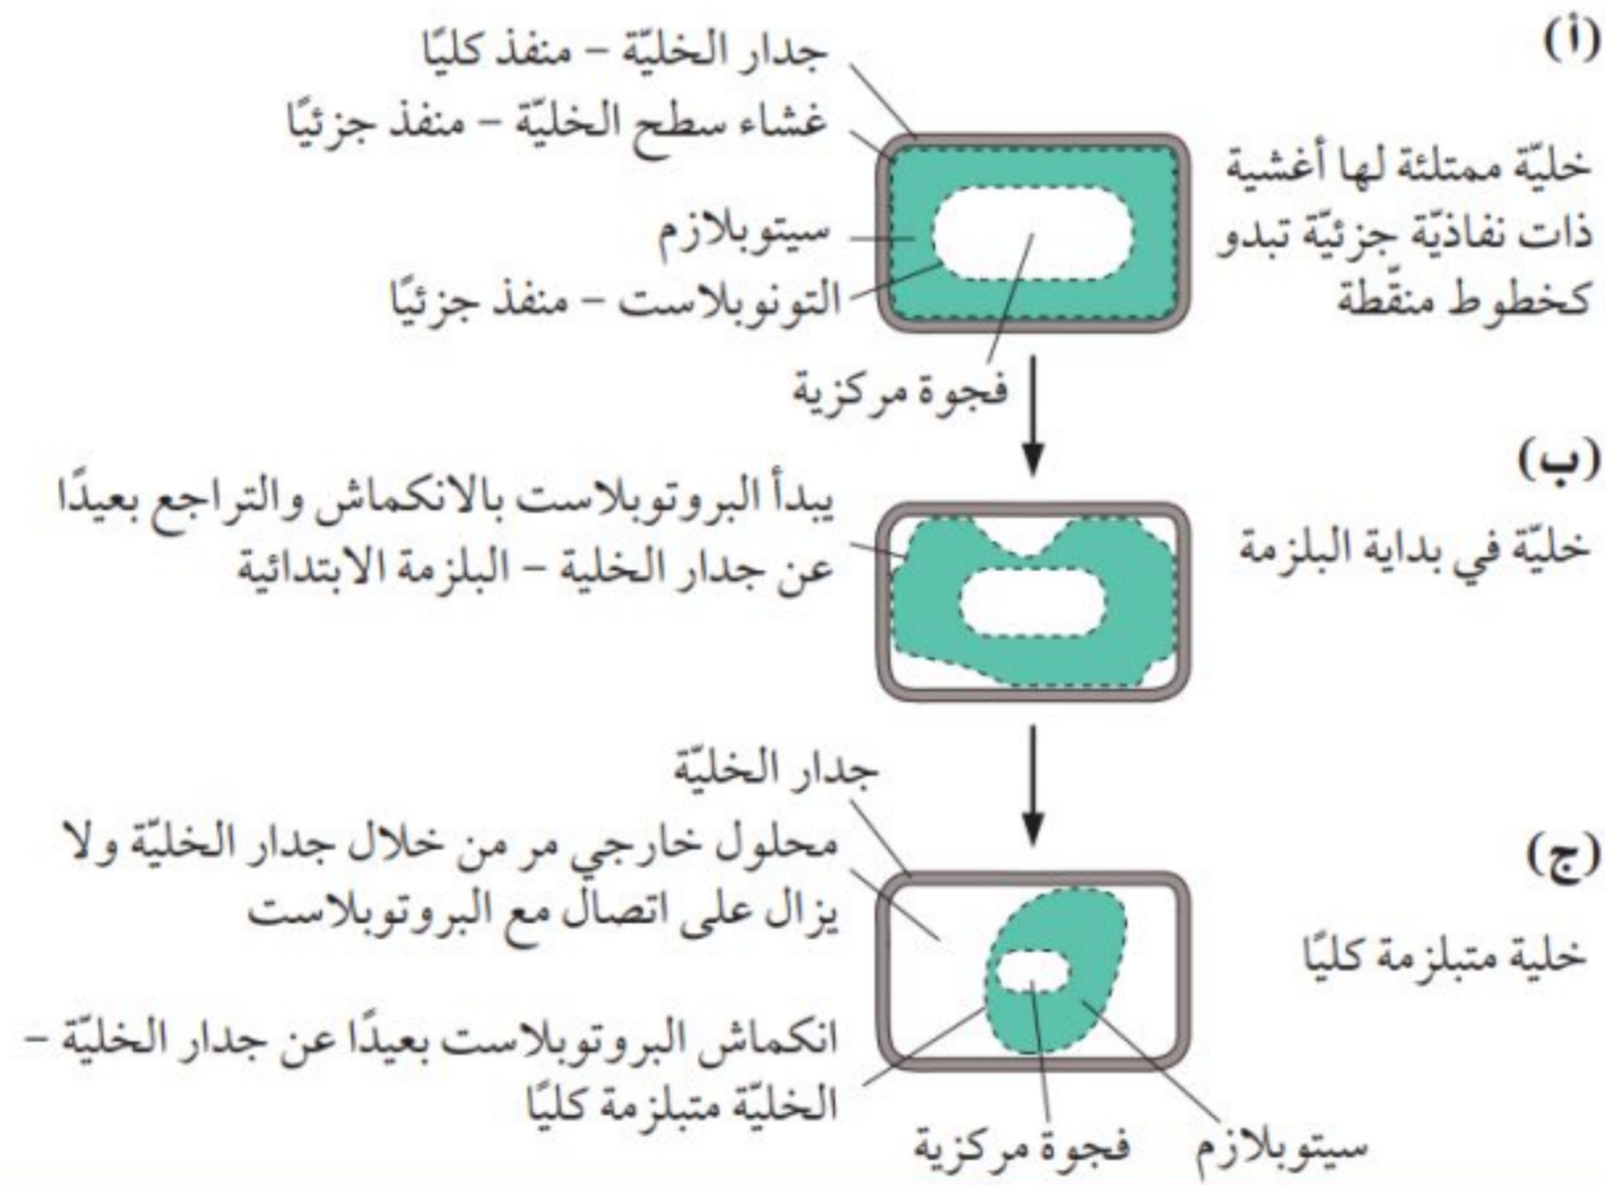 (أ)
خليّة ممتلئة لها أغشية
ذات نفاذيّة جزئيّة تبدو
كخطوط منقّطة
جدار الخليّة – منفذ كليًا
غشاء سطح الخليّة – منفذ جزئيًا
سيتوبلازم
التونوبلاست – منفذ جزئيًا
فجوة مركزية
(ب)
خليّة في بداية البلزمة
يبدأ البروتوبلاست بالانكماش والتراجع بعيدًا
عن جدار الخلية – البلزمة الابتدائية
(ج)
خلية متبلزمة كليًا
جدار الخليّة
محلول خارجي مر من خلال جدار الخليّة ولا
يزال على اتصال مع البروتوبلاست
انكماش البروتوبلاست بعيدًا عن جدار الخليّة –
الخليّة متبلزمة كليًا
سيتوبلازم
فجوة مركزية